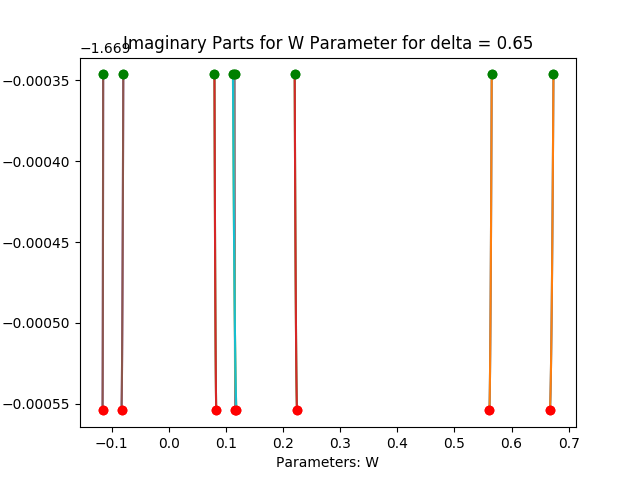 Imaginary Parts for W Parameter for delta = 0.65
−1.669
−0.00035
−0.00040
−0.00045
−0.00050
−0.00055
−0.1 0.0 0.1 0.2 0.3 0.4 0.5 0.6 0.7
Parameters: W